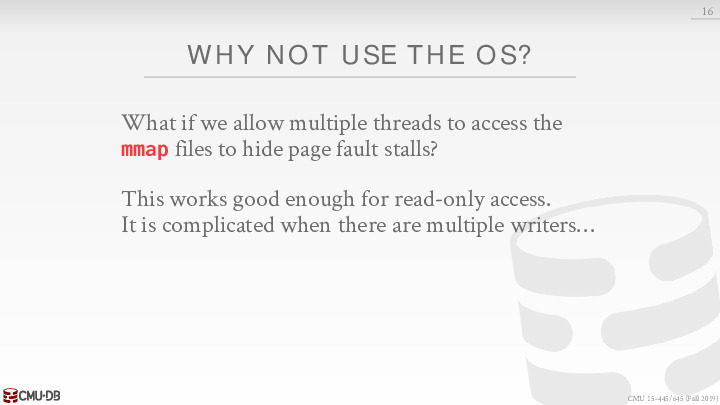 16
WHY NOT USE THE OS?
What if we allow multiple threads to access the
mmap files to hide page fault stalls?
This works good enough for read-only access.
It is complicated when there are multiple writers…
CMU·DB
CMU 15-445/645 (Fall 2019)